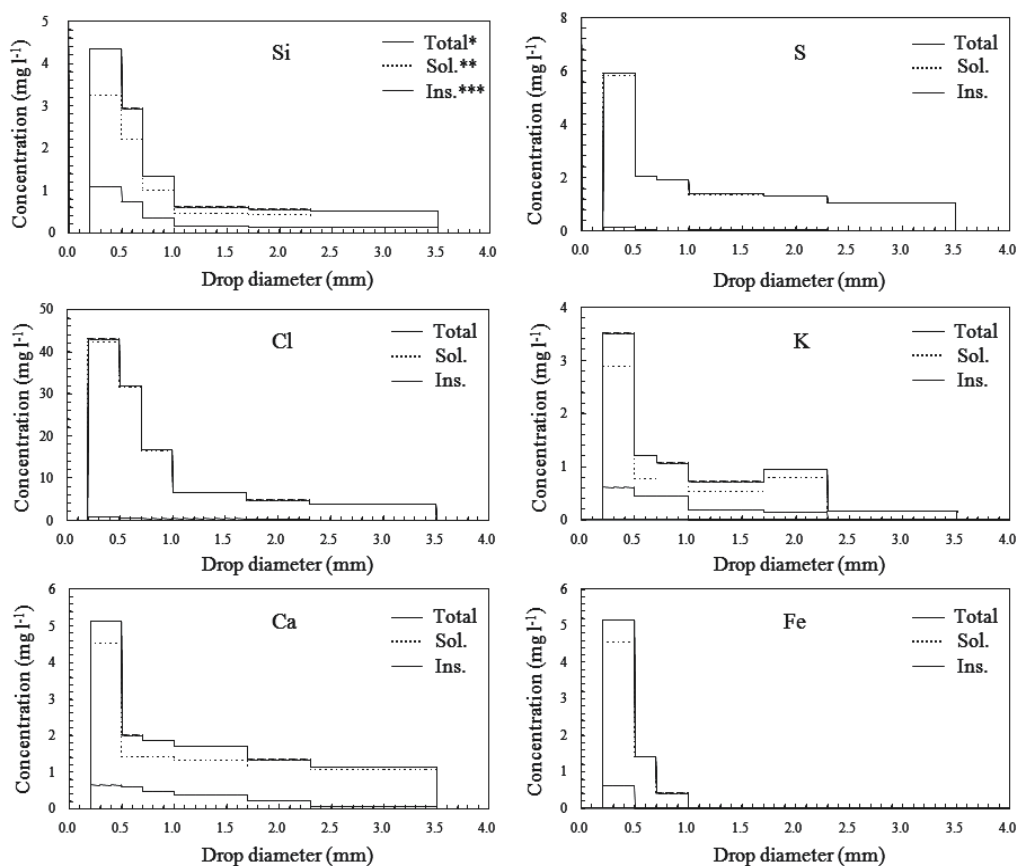 Si
Total*
Sol.**
Ins.***
Concentration (mg l-1)
5
4
3
2
1
0
0.0 0.5 1.0 1.5 2.0 2.5 3.0 3.5 4.0
Drop diameter (mm)
S
Total
Sol.
Ins.
Concentration (mg l-1)
8
6
4
2
0
0.0 0.5 1.0 1.5 2.0 2.5 3.0 3.5 4.0
Drop diameter (mm)
Cl
Total
Sol.
Ins.
Concentration (mg l-1)
50
40
30
20
10
0
0.0 0.5 1.0 1.5 2.0 2.5 3.0 3.5 4.0
Drop diameter (mm)
K
Total
Sol.
Ins.
Concentration (mg l-1)
4
3
2
1
0
0.0 0.5 1.0 1.5 2.0 2.5 3.0 3.5 4.0
Drop diameter (mm)
Ca
Total
Sol.
Ins.
Concentration (mg l-1)
6
5
4
3
2
1
0
0.0 0.5 1.0 1.5 2.0 2.5 3.0 3.5 4.0
Drop diameter (mm)
Fe
Total
Sol.
Ins.
Concentration (mg l-1)
6
5
4
3
2
1
0
0.0 0.5 1.0 1.5 2.0 2.5 3.0 3.5 4.0
Drop diameter (mm)